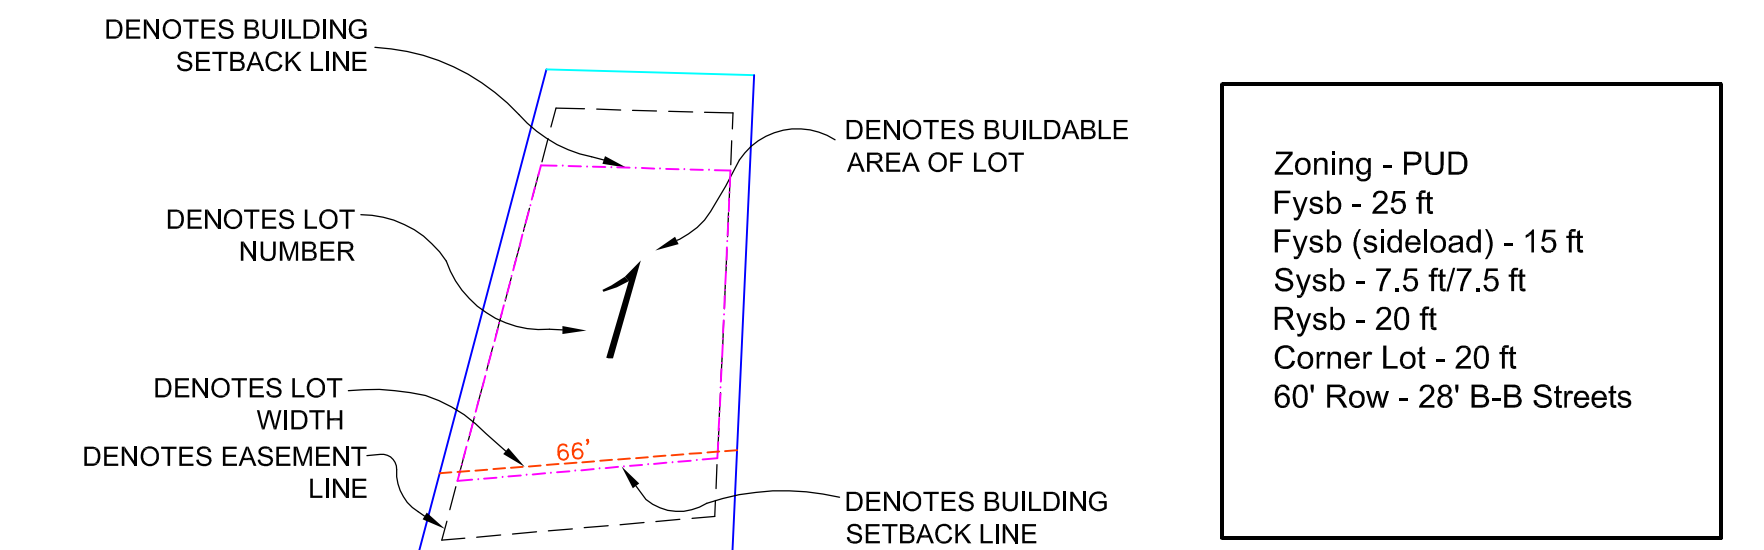 DENOTES BUILDING
SETBACK LINE
DENOTES BUILDABLE
AREA OF LOT
DENOTES LOT
NUMBER
1
DENOTES LOT
WIDTH
66'
DENOTES EASEMENT
LINE
DENOTES BUILDING
SETBACK LINE
Zoning - PUD
Fysb - 25 ft
Fysb (sideload) - 15 ft
Sysb - 7.5 ft/7.5 ft
Rysb - 20 ft
Corner Lot - 20 ft
60' Row - 28' B-B Streets